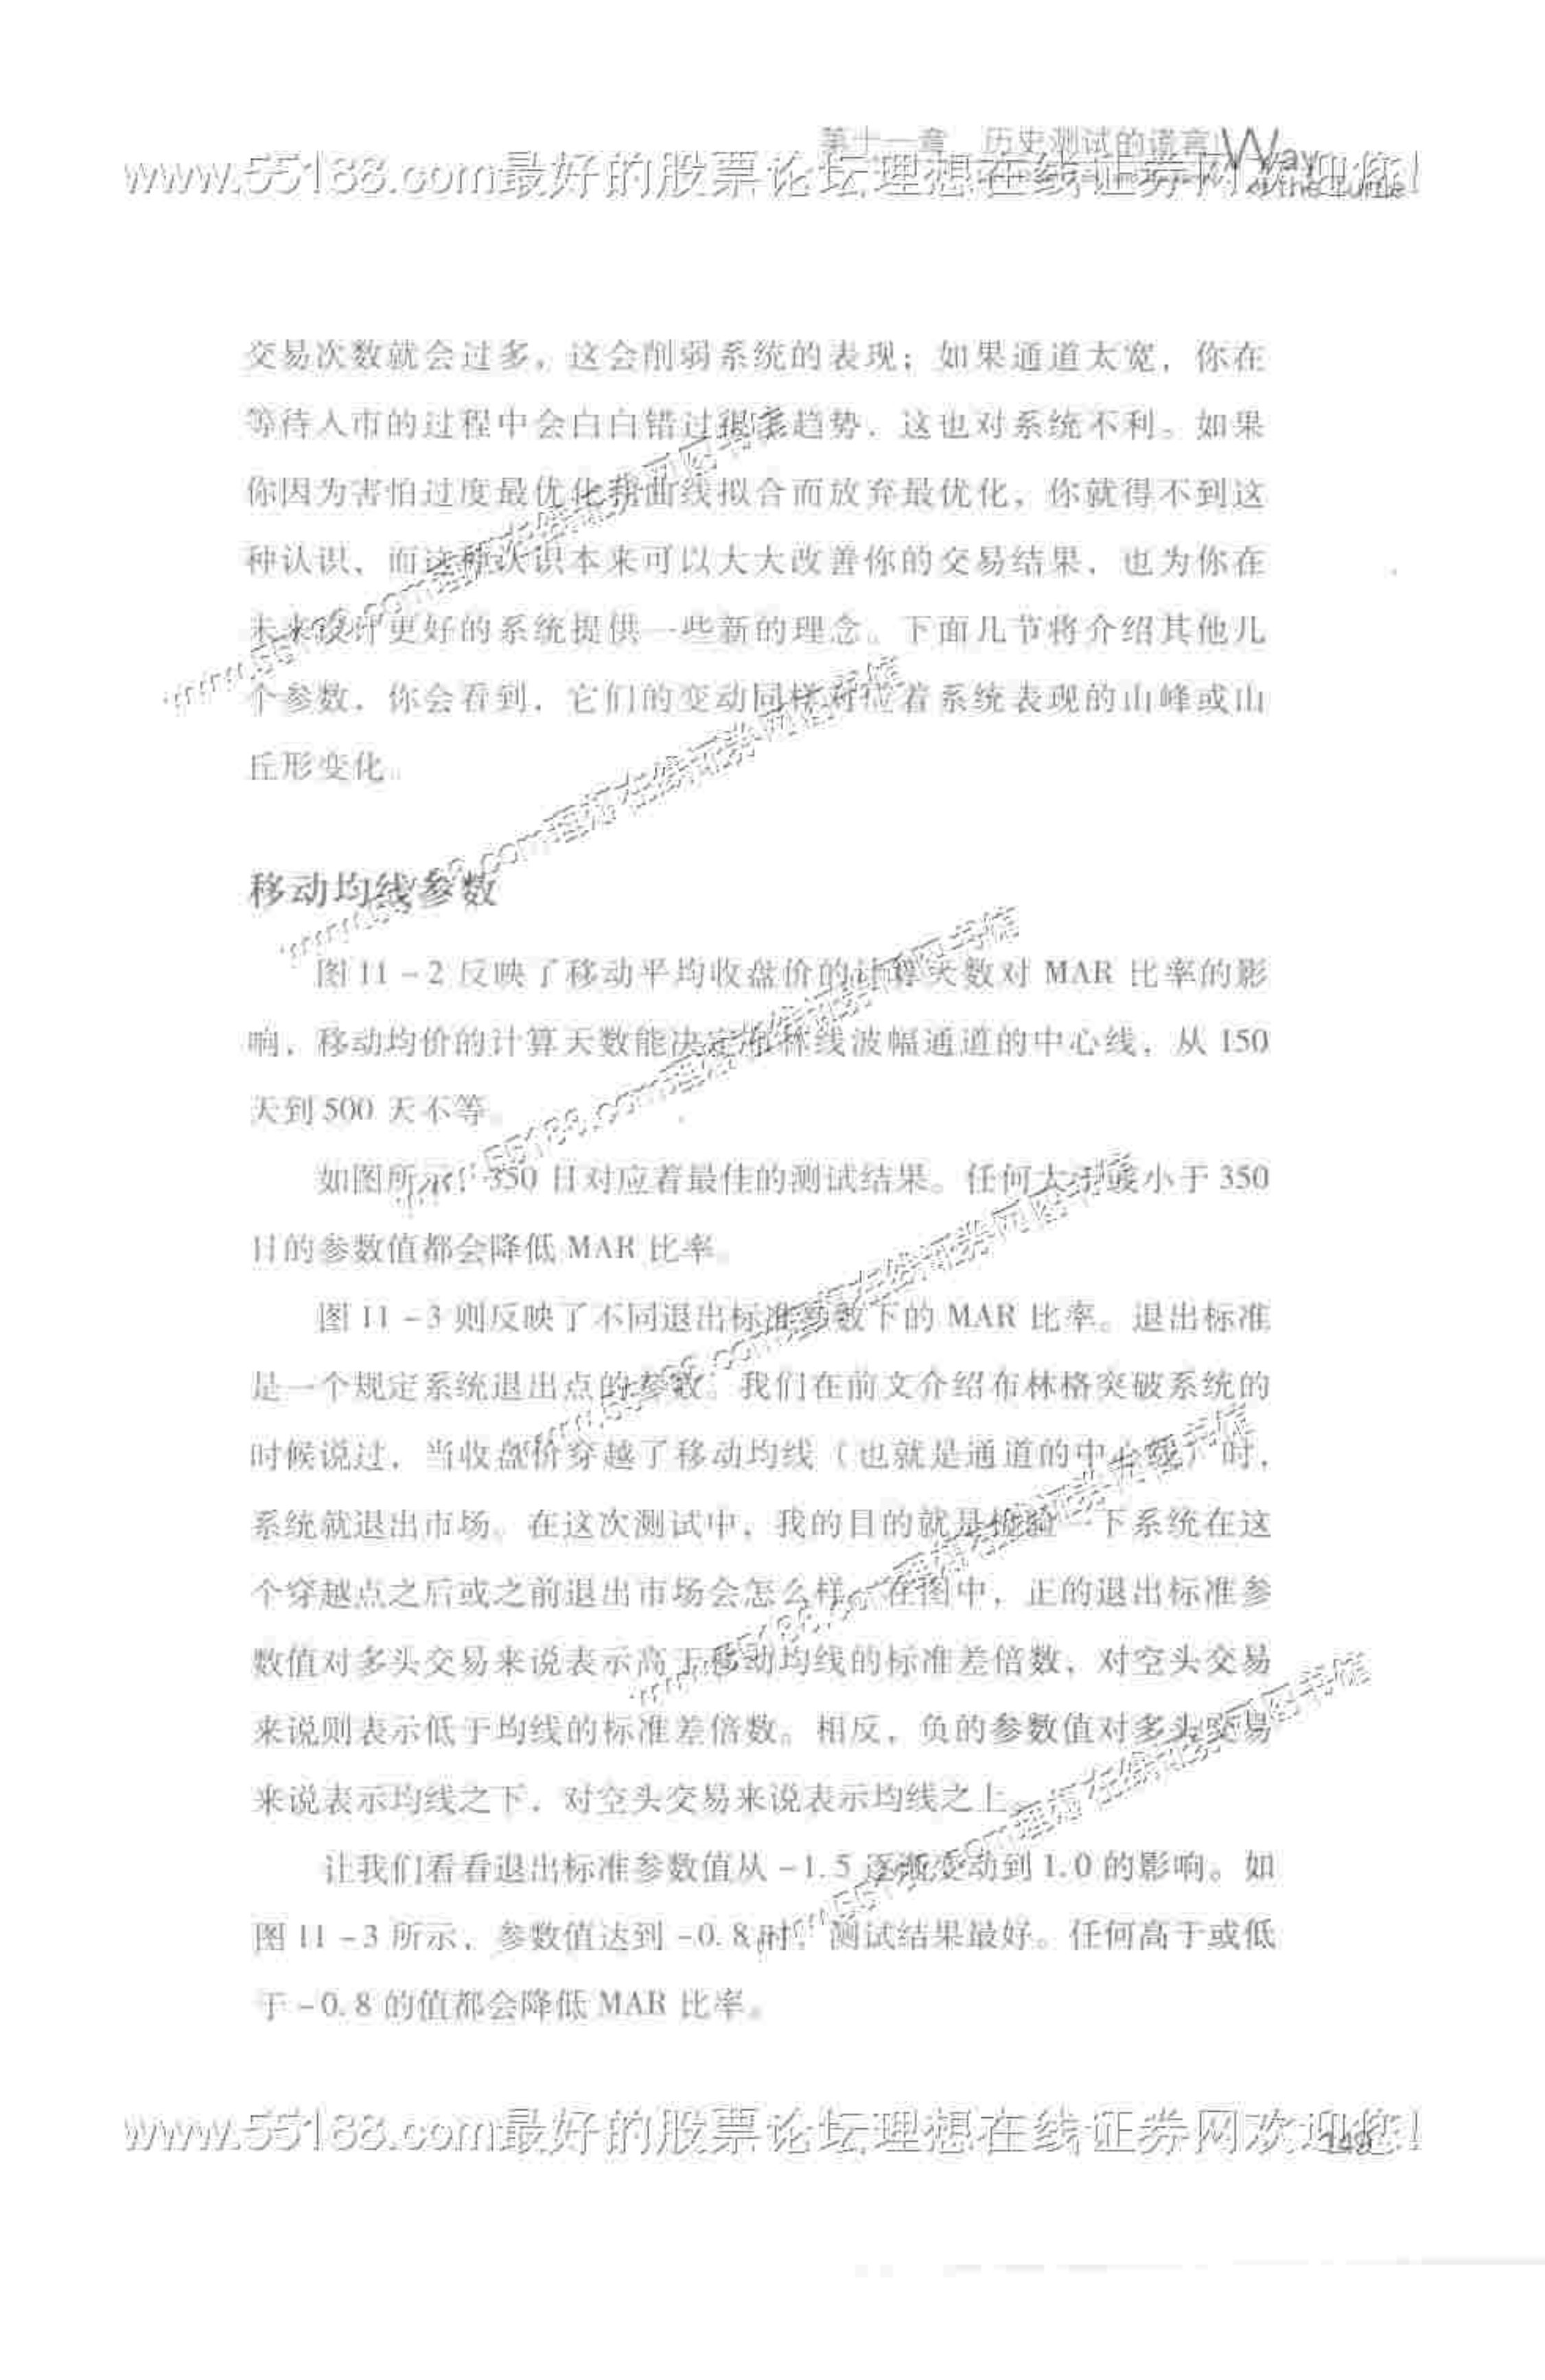 第十一章 历史测试的谎言 Way
of the Turtle
www.55188.com最好的股票论坛理想在线证券网欢迎您!
交易次数就会过多，这会削弱系统的表现；如果通道太宽，你在
等待入市的过程中会白白错过很多趋势，这也对系统不利。如果
你因为害怕过度最优化和曲线拟合而放弃最优化，你就得不到这
种认识，而这种认识本来可以大大改善你的交易结果，也为你在
未来设计更好的系统提供一些新的理念。下面几节将介绍其他几
个参数，你会看到，它们的变动同样对应着系统表现的山峰或山
丘形变化。
移动均线参数
图 11-2 反映了移动平均收盘价的计算天数对 MAR 比率的影
响，移动均价的计算天数能决定布林线波幅通道的中心线，从 150
天到 500 天不等。
如图所示，350 日对应着最佳的测试结果。任何大于或小于 350
日的参数值都会降低 MAR 比率。
图 11-3 则反映了不同退出标准参数下的 MAR 比率。退出标准
是一个规定系统退出点的参数。我们在前文介绍布林格突破系统的
时候说过，当收盘价穿越了移动均线（也就是通道的中心线）时，
系统就退出市场。在这次测试中，我的目的就是检验一下系统在这
个穿越点之后或之前退出市场会怎么样。在图中，正的退出标准参
数值对多头交易来说表示高于移动均线的标准差倍数，对空头交易
来说则表示低于均线的标准差倍数。相反，负的参数值对多头交易
来说表示均线之下，对空头交易来说表示均线之上。
让我们看看退出标准参数值从 -1.5 逐渐变动到 1.0 的影响。如
图 11-3 所示，参数值达到 -0.8 时，测试结果最好。任何高于或低
于 -0.8 的值都会降低 MAR 比率。
www.55188.com最好的股票论坛理想在线证券网欢迎您!